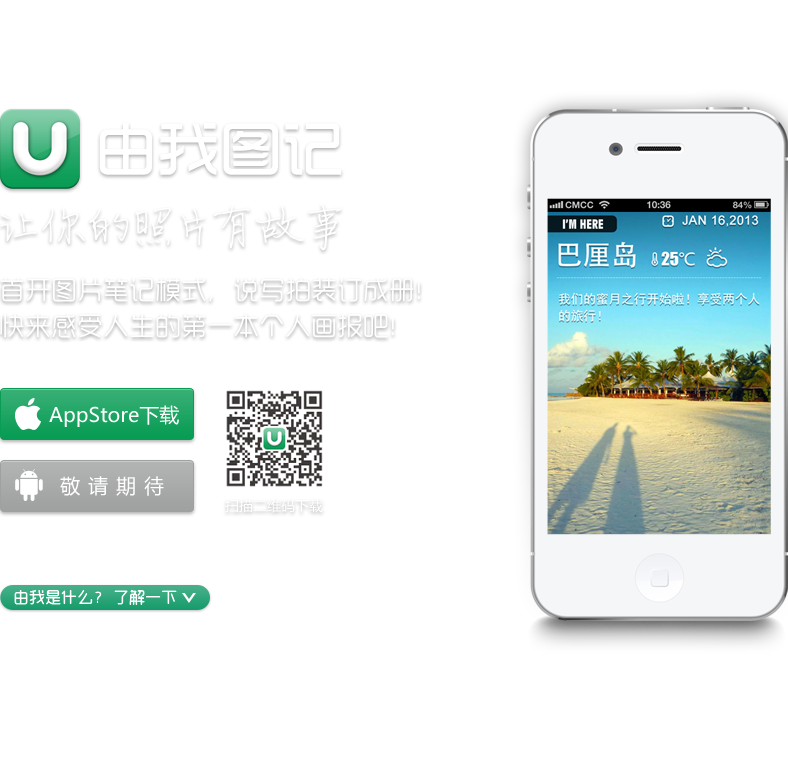 U 由我图记
让你的照片有故事
首开图片笔记模式，说写拍装订成册!
快来感受人生的第一本个人画报吧!
AppStore下载
敬请期待
扫描二维码下载
由我是什么？ 了解一下
CMCC 10:36 84%
I'M HERE JAN 16,2013
巴厘岛 25℃
我们的蜜月之行开始啦！享受两个人
的旅行！